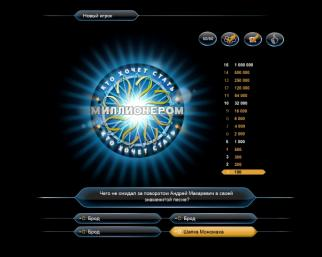 Новый игрок
50/50
КТО ХОЧЕТ СТАТЬ
МИЛЛИОНЕРОМ
КТО ХОЧЕТ СТАТЬ
15 1 000 000
14 500 000
13 250 000
12 125 000
11 64 000
10 32 000
9 16 000
8 8 000
7 4 000
6 2 000
5 1 000
4 500
3 300
2 200
1 100
Чего не ожидал за поворотом Андрей Макаревич в своей
знаменитой песне?
C: Брод
C: Брод
C: Брод
Шапка Мономаха